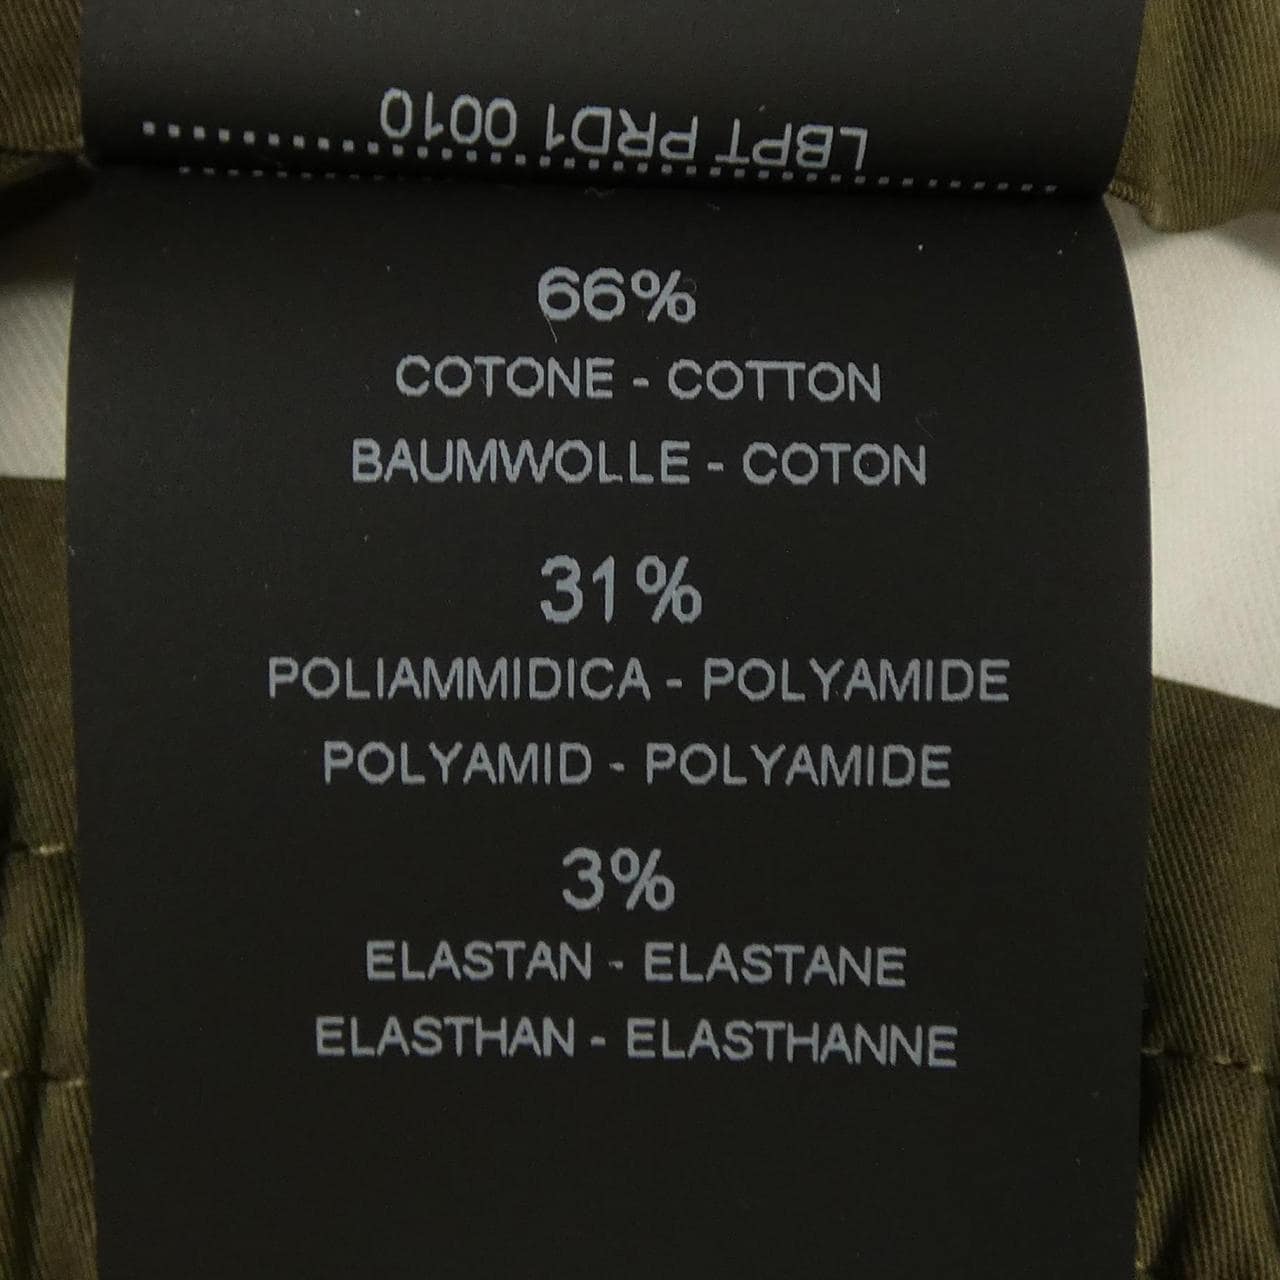 LBPT PRD1 0010
66%
COTONE - COTTON
BAUMWOLLE - COTON
31%
POLIAMMIDICA - POLYAMIDE
POLYAMID - POLYAMIDE
3%
ELASTAN - ELASTANE
ELASTHAN - ELASTHANNE